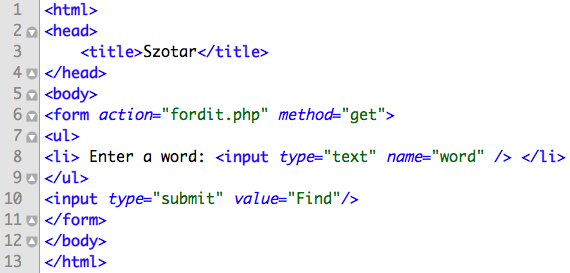 1 <html>
2 <head>
3 <title>Szotar</title>
4 </head>
5 <body>
6 <form action="fordit.php" method="get">
7 <ul>
8 <li> Enter a word: <input type="text" name="word" /> </li>
9 </ul>
10 <input type="submit" value="Find"/>
11 </form>
12 </body>
13 </html>